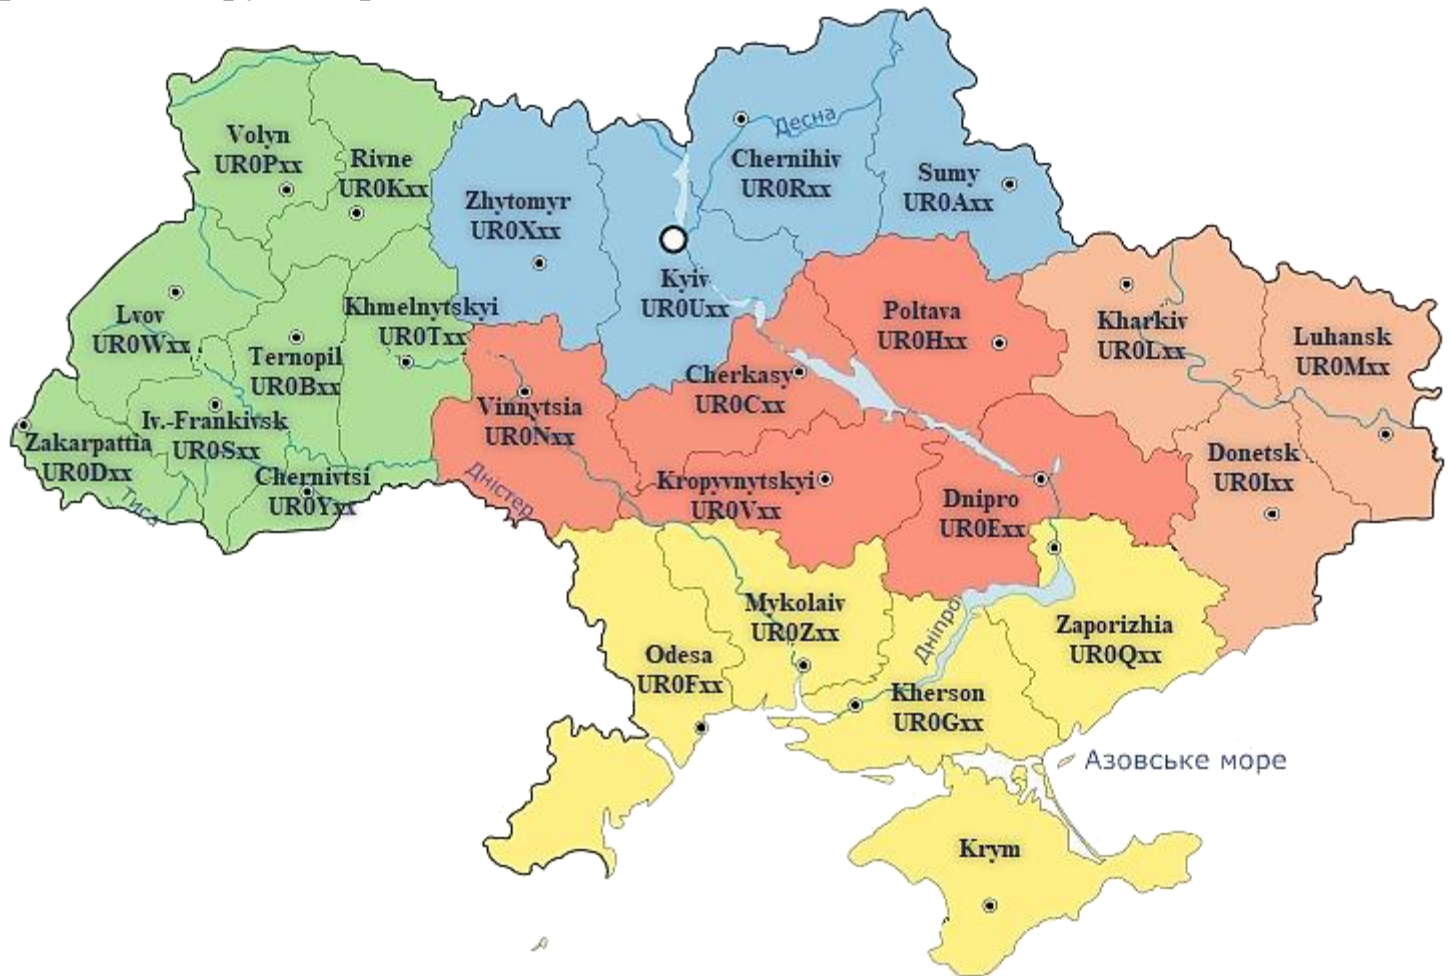 Десна
Volyn
UR0Pxx
Rivne
UR0Kxx
Zhytomyr
UR0Xxx
Chernihiv
UR0Rxx
Sumy
UR0Axx
Kyiv
UR0Uxx
Lvov
UR0Wxx
Khmelnytskyi
UR0Txx
Ternopil
UR0Bxx
Poltava
UR0Hxx
Kharkiv
UR0Lxx
Luhansk
UR0Mxx
Cherkasy
UR0Cxx
Vinnytsia
UR0Nxx
Iv.-Frankivsk
UR0Sxx
Zakarpattia
UR0Dxx
Chernivtsi
UR0Yxx
Тиса
Дністер
Kropyvnytskyi
UR0Vxx
Dnipro
UR0Exx
Donetsk
UR0Ixx
Mykolaiv
UR0Zxx
Odesa
UR0Fxx
Дніпро
Kherson
UR0Gxx
Zaporizhia
UR0Qxx
Азовське море
Krym